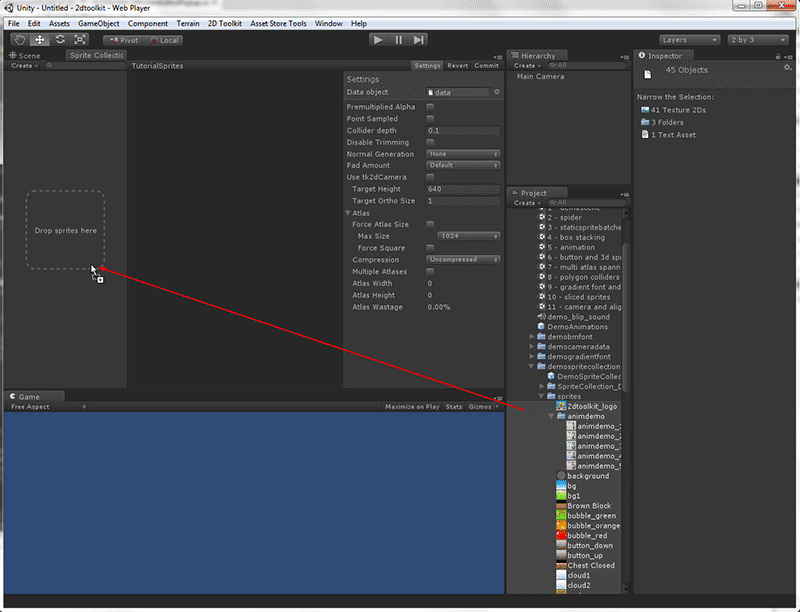 Unity - Untitled - 2dtoolkit - Web Player
File Edit Assets GameObject Component Terrain 2D Toolkit Asset Store Tools Window Help
Pivot Local Layers 2 by 3
Scene Sprite Collectic
Create
TutorialSprites Settings Revert Commit
Drop sprites here
Settings
Data object data
Premultiplied Alpha
Point Sampled
Collider depth 0.1
Disable Trimming
Normal Generation None
Pad Amount Default
Use tk2dCamera
Target Height 640
Target Ortho Size 1
Atlas
Force Atlas Size
Max Size 1024
Force Square
Compression Uncompressed
Multiple Atlases
Atlas Width 0
Atlas Height 0
Atlas Wastage 0.00%
Game
Free Aspect Maximize on Play Stats Gizmos
Hierarchy
Create All
Main Camera
Project
Create All
2 - spider
3 - staticspritebatche
4 - box stacking
5 - animation
6 - button and 3d sp
7 - multi atlas spann
8 - polygon colliders
9 - gradient font and
10 - sliced sprites
11 - camera and alig
demo_blip_sound
DemoAnimations
demobmfont
democameradata
demogradientfont
demospritecollection
DemoSpriteCollec
SpriteCollection_D
sprites
2dtoolkit_logo
animdemo
animdemo_
animdemo_
animdemo_
animdemo_
animdemo_
background
bg
bg1
Brown Block
bubble_green
bubble_orange
bubble_red
button_down
button_up
Chest Closed
cloud1
cloud2
Inspector
45 Objects
Narrow the Selection:
41 Texture 2Ds
3 Folders
1 Text Asset